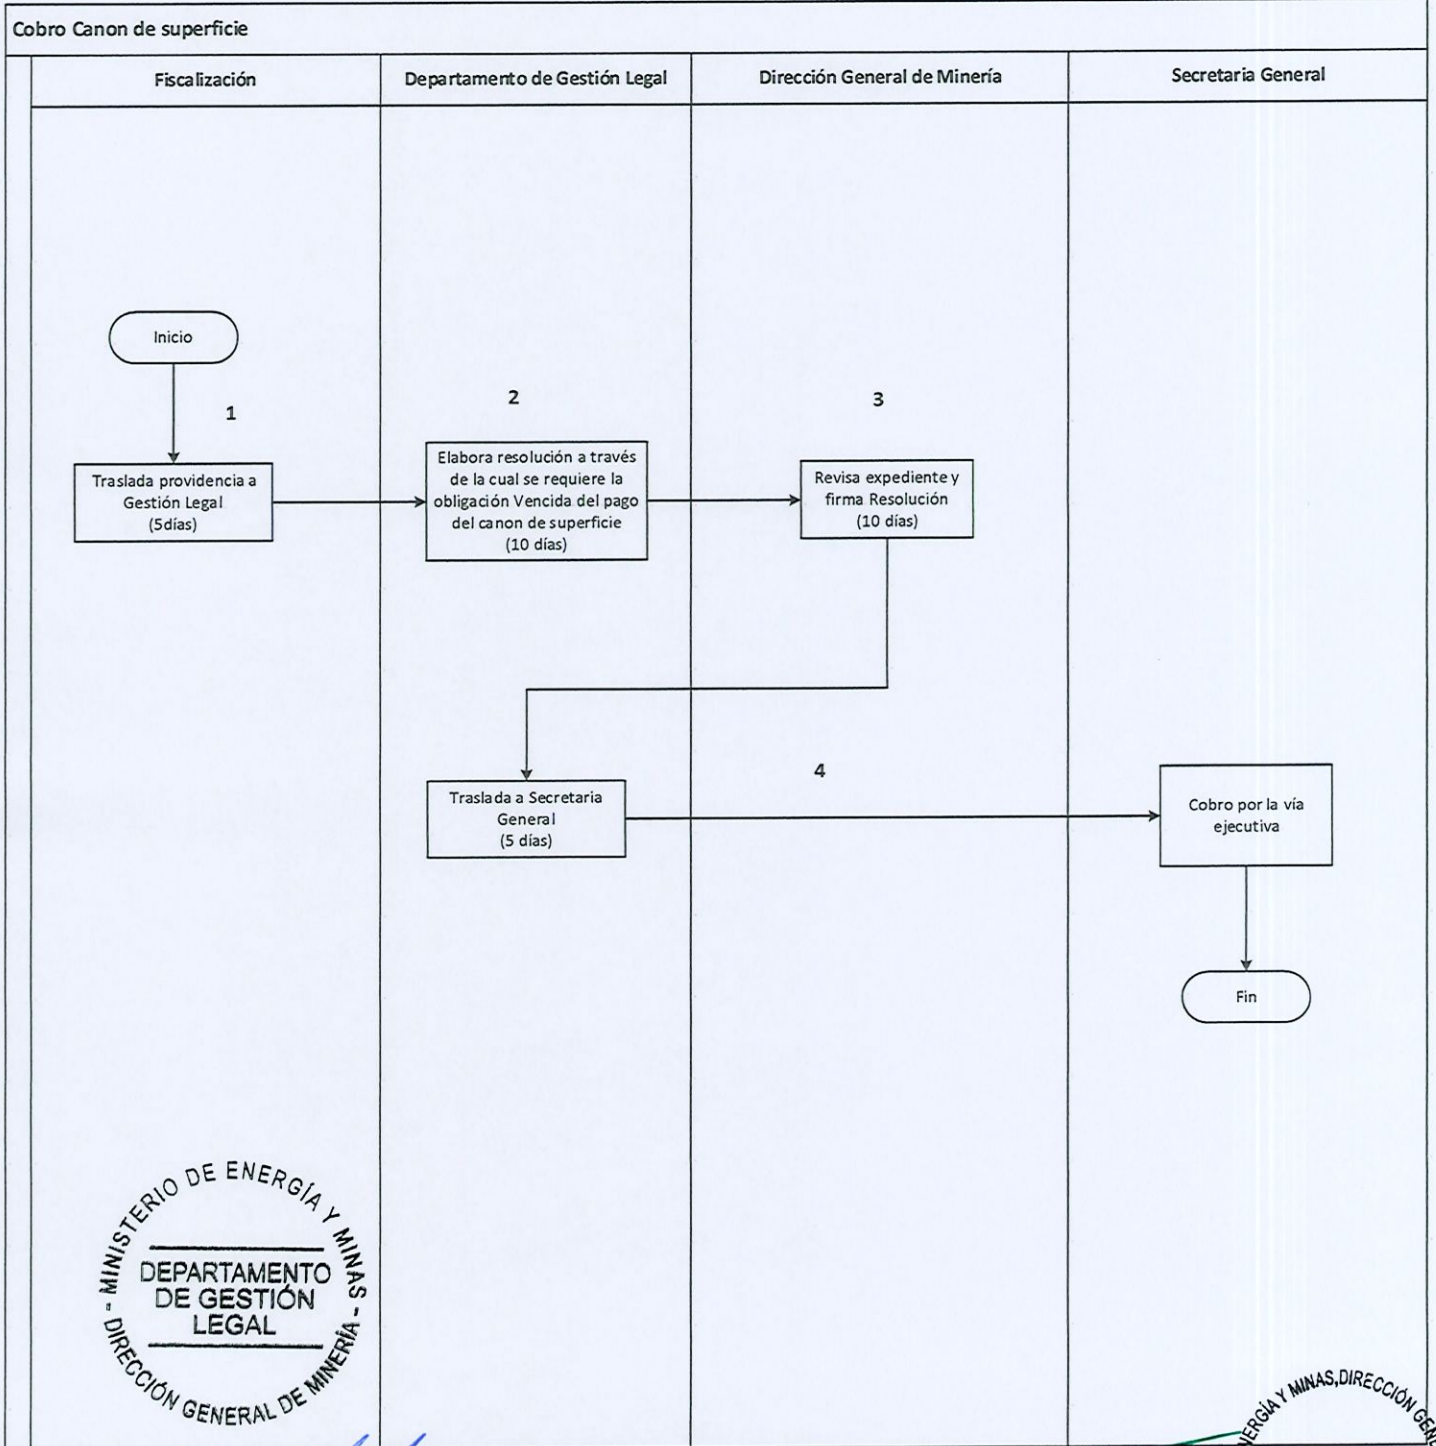 Cobro Canon de superficie
Fiscalización
Departamento de Gestión Legal
Dirección General de Minería
Secretaria General
Inicio
1
Traslada providencia a
Gestión Legal
(5días)
2
Elabora resolución a través
de la cual se requiere la
obligación Vencida del pago
del canon de superficie
(10 días)
3
Revisa expediente y
firma Resolución
(10 días)
Traslada a Secretaria
General
(5 días)
4
Cobro por la vía
ejecutiva
Fin
MINISTERIO DE ENERGÍA Y MINAS
DEPARTAMENTO
DE GESTIÓN
LEGAL
- DIRECCIÓN GENERAL DE MINERÍA -
Y MINAS, DIRECCIÓN